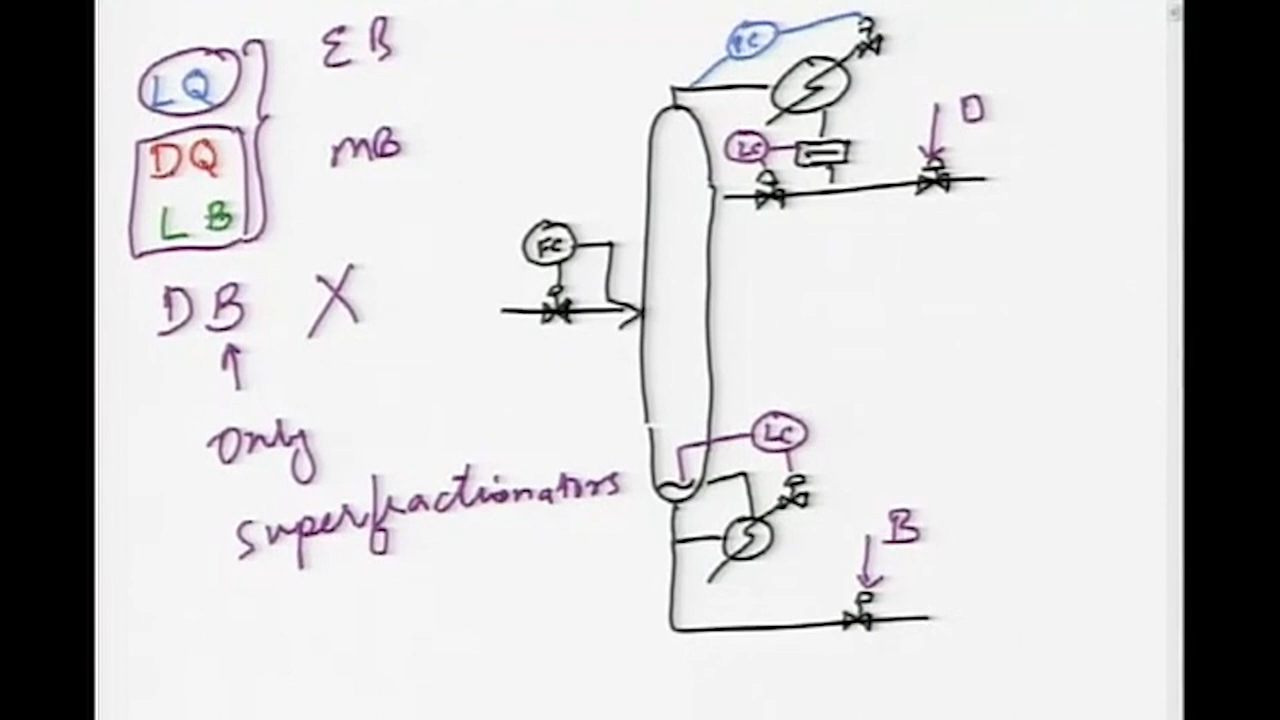 LQ EB
DQ MB
LB
DB X
only
superfractionators
PC
LC
D
FC
LC
B